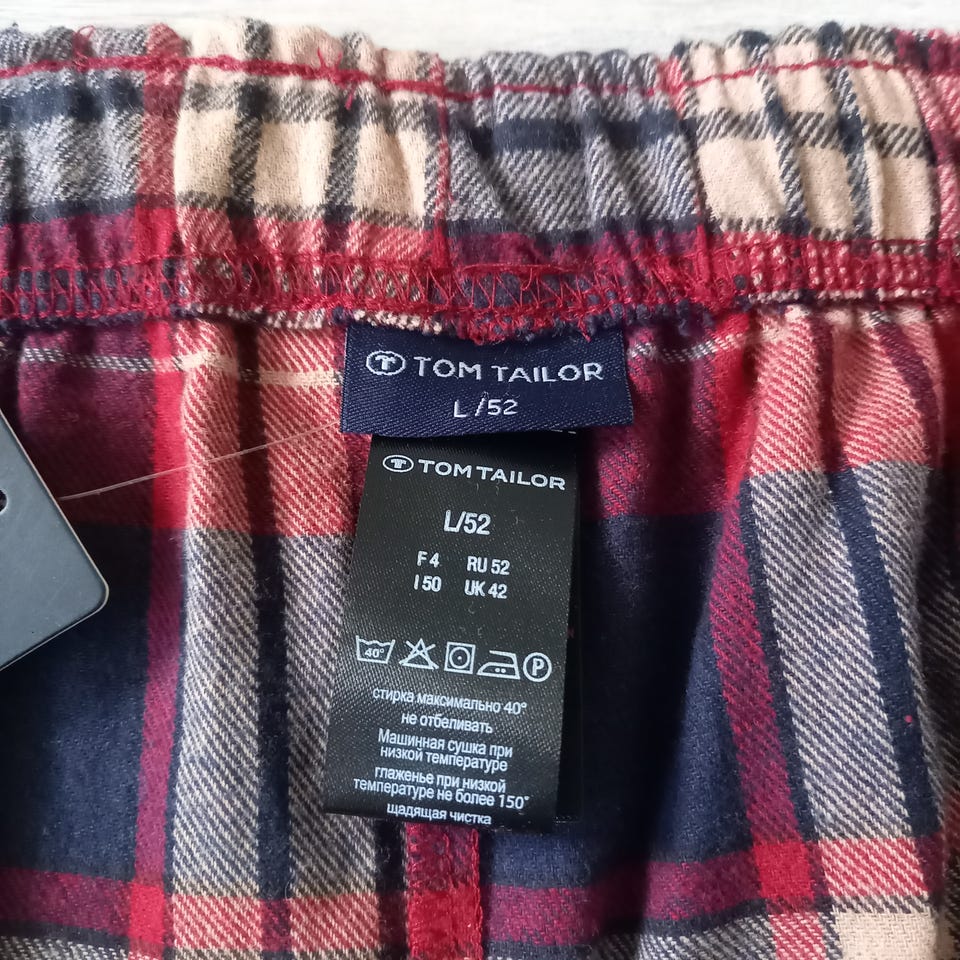 TOM TAILOR
L/52
TOM TAILOR
L/52
F 4 RU 52
I 50 UK 42
40° P
стирка максимально 40°
не отбеливать
Машинная сушка при
низкой температуре
глаженье при низкой
температуре не более 150°
щадящая чистка